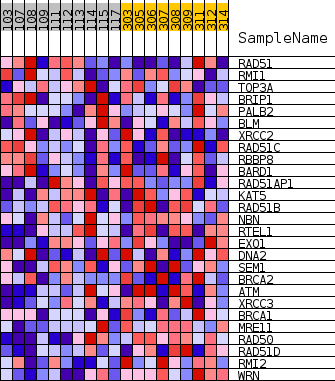 107 108 109 111 112 113 114 115 117 303 305 306 307 308 309 311 312 314
SampleName
RAD51
RMI1
TOP3A
BRIP1
PALB2
BLM
XRCC2
RAD51C
RBBP8
BARD1
RAD51AP1
KAT5
RAD51B
NBN
RTEL1
EXO1
DNA2
SEM1
BRCA2
ATM
XRCC3
BRCA1
MRE11
RAD50
RAD51D
RMI2
WRN